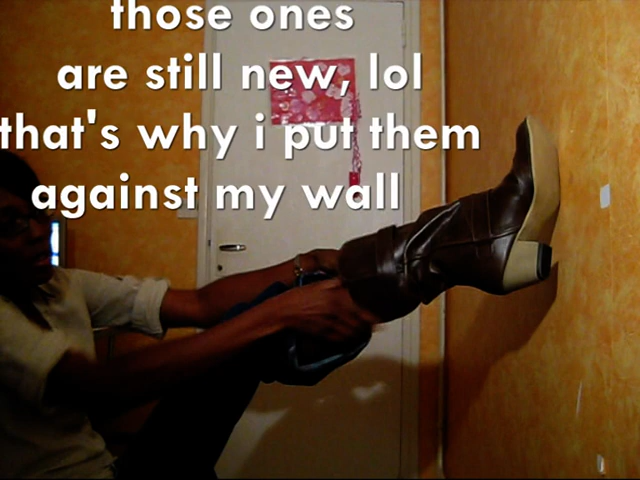 those ones
are still new, lol
that's why i put them
against my wall